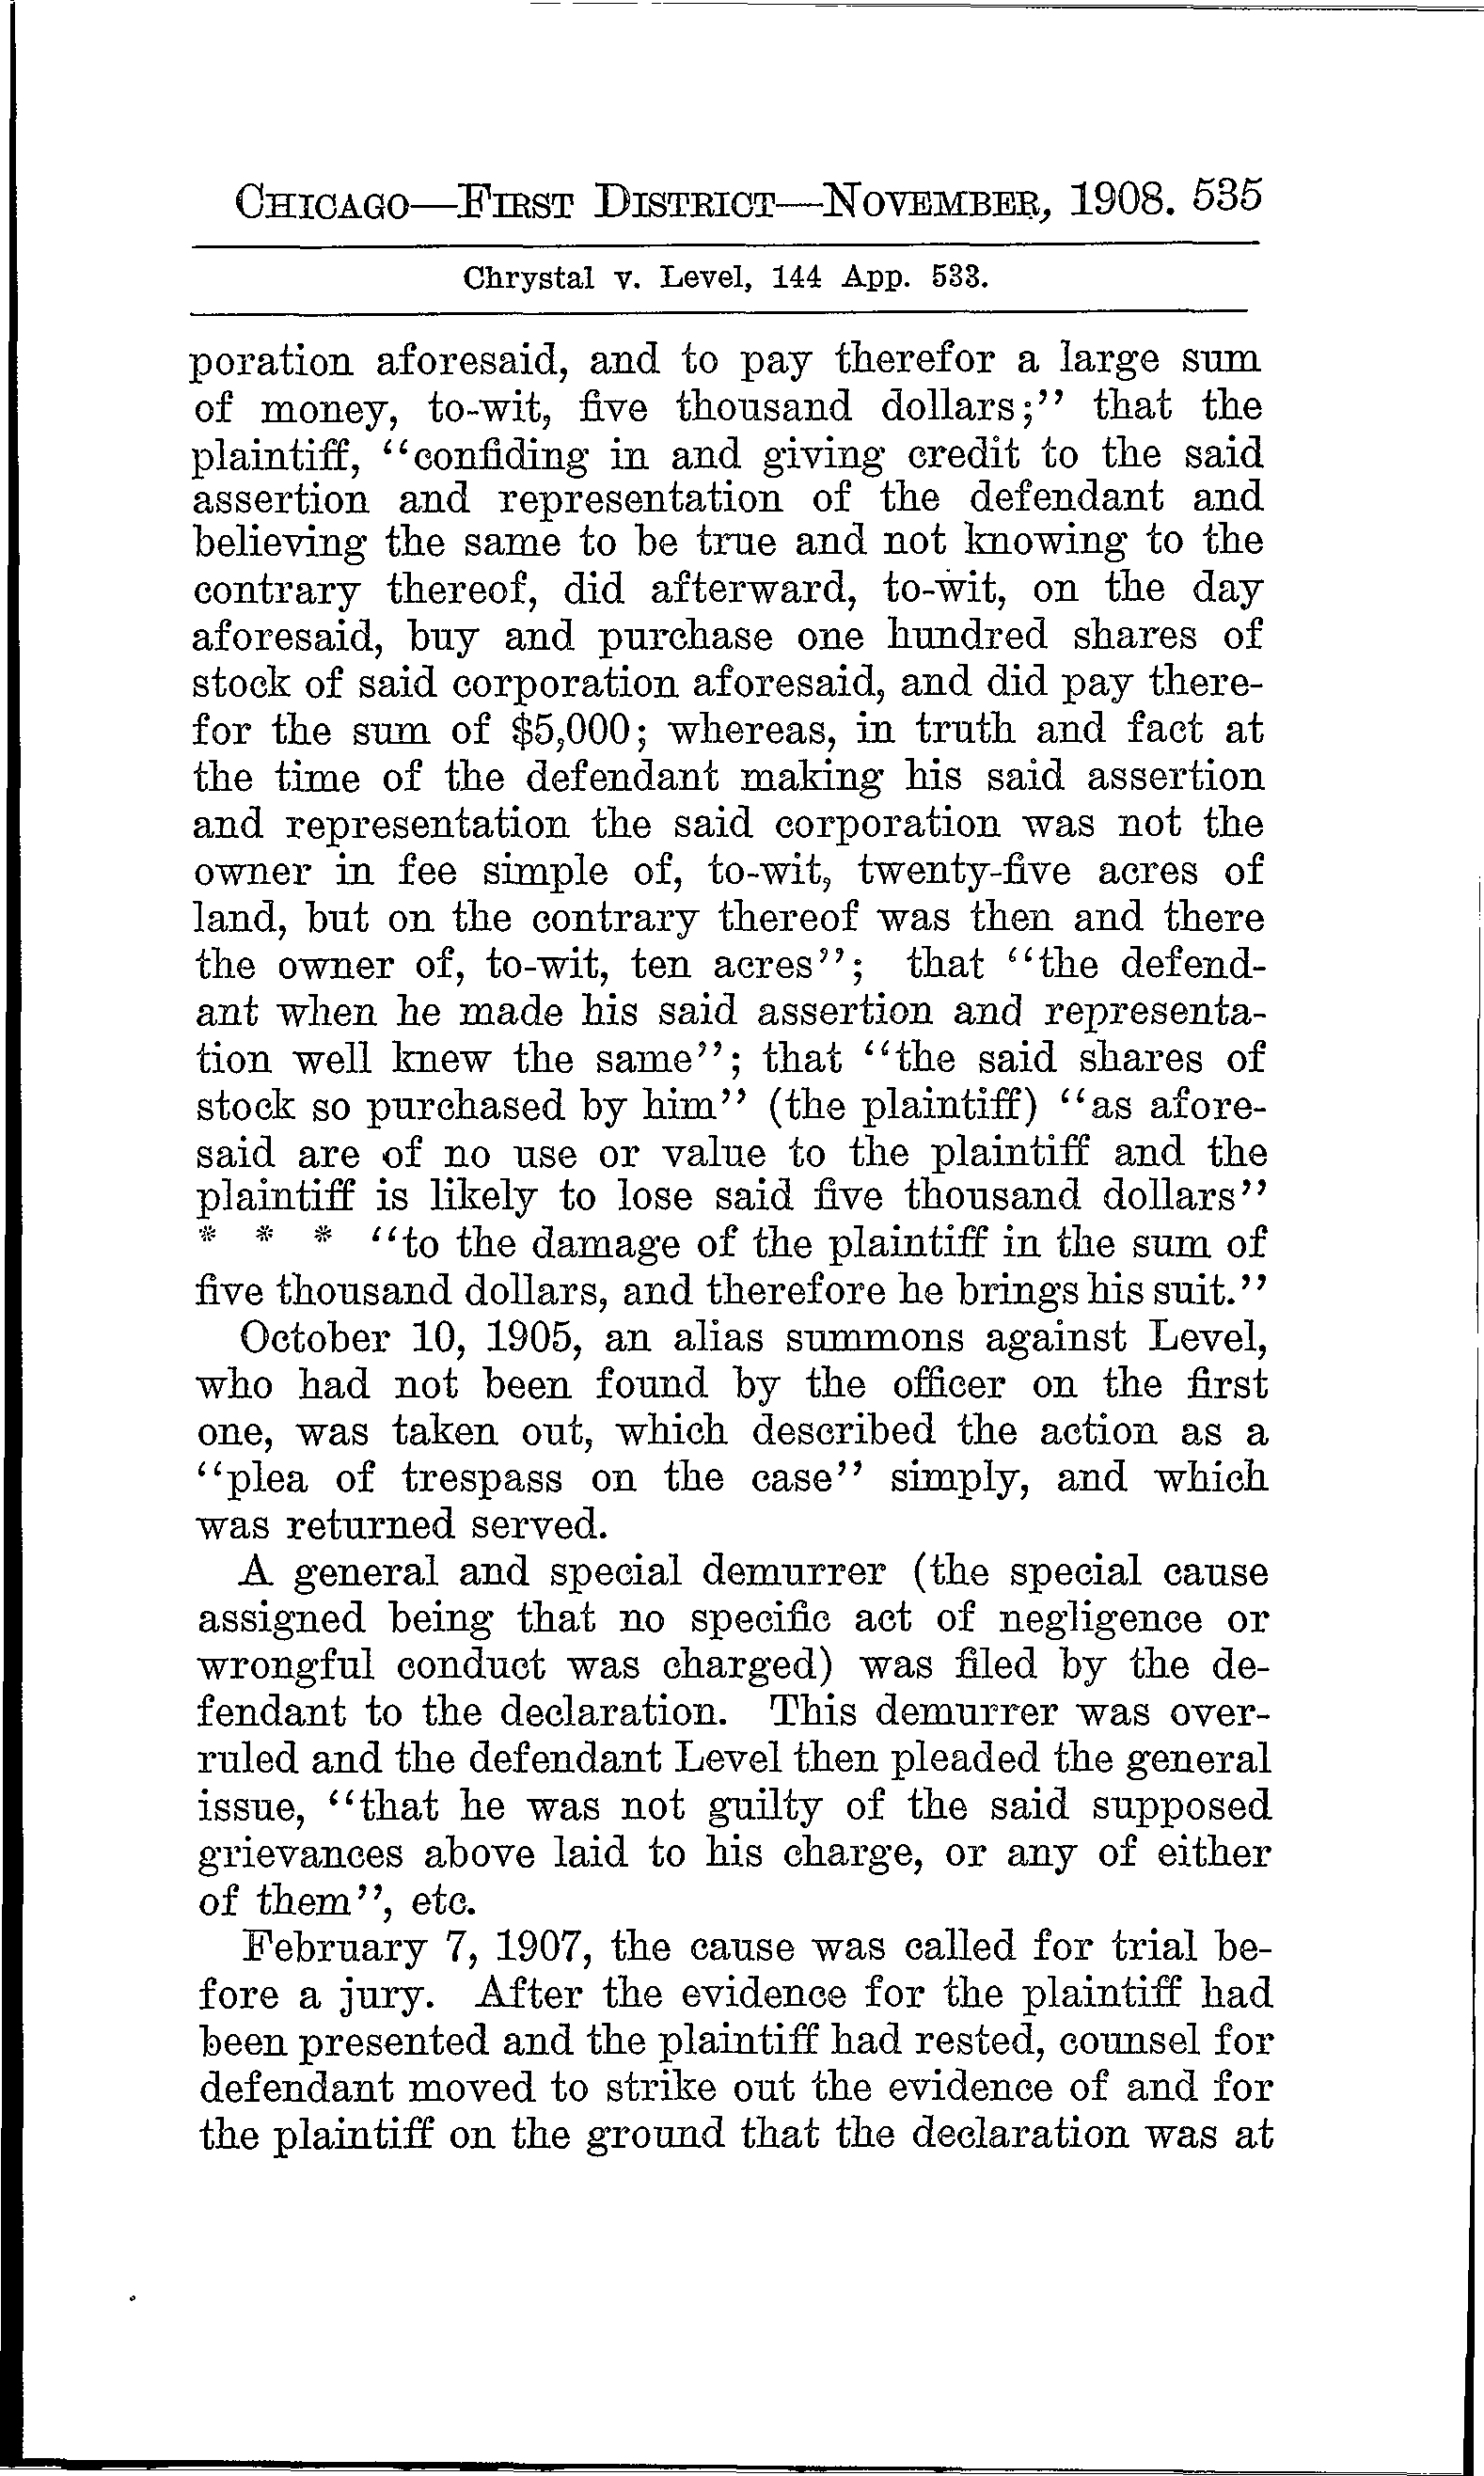 CHICAGO—FIRST DISTRICT—NOVEMBER, 1908. 535
Chrystal v. Level, 144 App. 533.
poration aforesaid, and to pay therefor a large sum
of money, to-wit, five thousand dollars;'' that the
plaintiff, ''confiding in and giving credit to the said
assertion and representation of the defendant and
believing the same to be true and not knowing to the
contrary thereof, did afterward, to-wit, on the day
aforesaid, buy and purchase one hundred shares of
stock of said corporation aforesaid, and did pay there-
for the sum of $5,000; whereas, in truth and fact at
the time of the defendant making his said assertion
and representation the said corporation was not the
owner in fee simple of, to-wit, twenty-five acres of
land, but on the contrary thereof was then and there
the owner of, to-wit, ten acres''; that ''the defend-
ant when he made his said assertion and representa-
tion well knew the same''; that ''the said shares of
stock so purchased by him'' (the plaintiff) ''as afore-
said are of no use or value to the plaintiff and the
plaintiff is likely to lose said five thousand dollars''
* * * ''to the damage of the plaintiff in the sum of
five thousand dollars, and therefore he brings his suit.''
October 10, 1905, an alias summons against Level,
who had not been found by the officer on the first
one, was taken out, which described the action as a
''plea of trespass on the case'' simply, and which
was returned served.
A general and special demurrer (the special cause
assigned being that no specific act of negligence or
wrongful conduct was charged) was filed by the de-
fendant to the declaration. This demurrer was over-
ruled and the defendant Level then pleaded the general
issue, ''that he was not guilty of the said supposed
grievances above laid to his charge, or any of either
of them'', etc.
February 7, 1907, the cause was called for trial be-
fore a jury. After the evidence for the plaintiff had
been presented and the plaintiff had rested, counsel for
defendant moved to strike out the evidence of and for
the plaintiff on the ground that the declaration was at